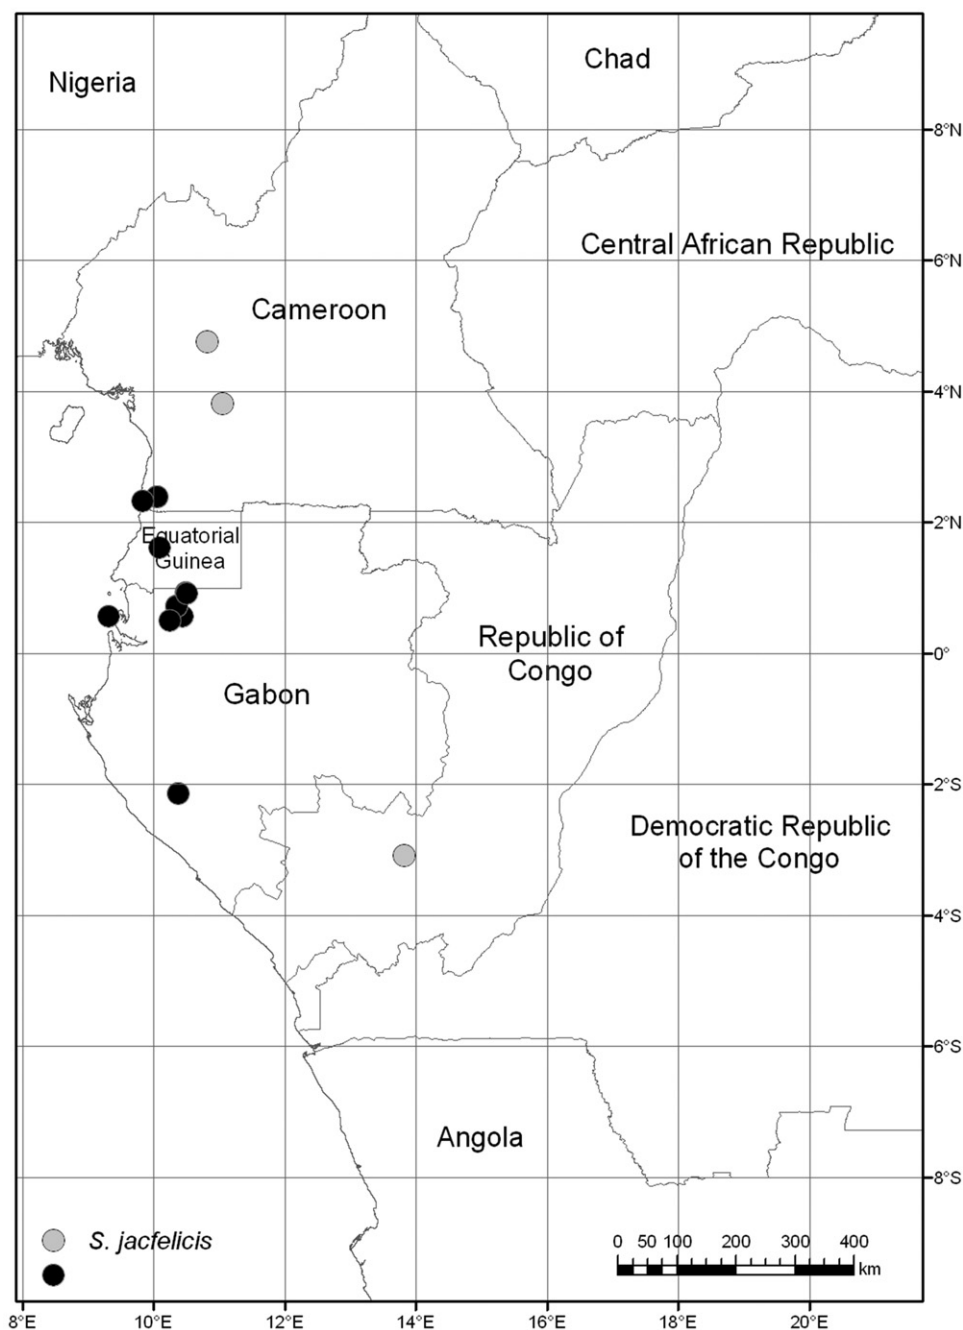 Chad
Nigeria
8°N
Central African Republic
6°N
Cameroon
4°N
2°N
Equatorial
Guinea
Republic of
Congo
0°
Gabon
2°S
Democratic Republic
of the Congo
4°S
6°S
Angola
8°S
S. jacfelicis
0 50 100 200 300 400
km
8°E 10°E 12°E 14°E 16°E 18°E 20°E